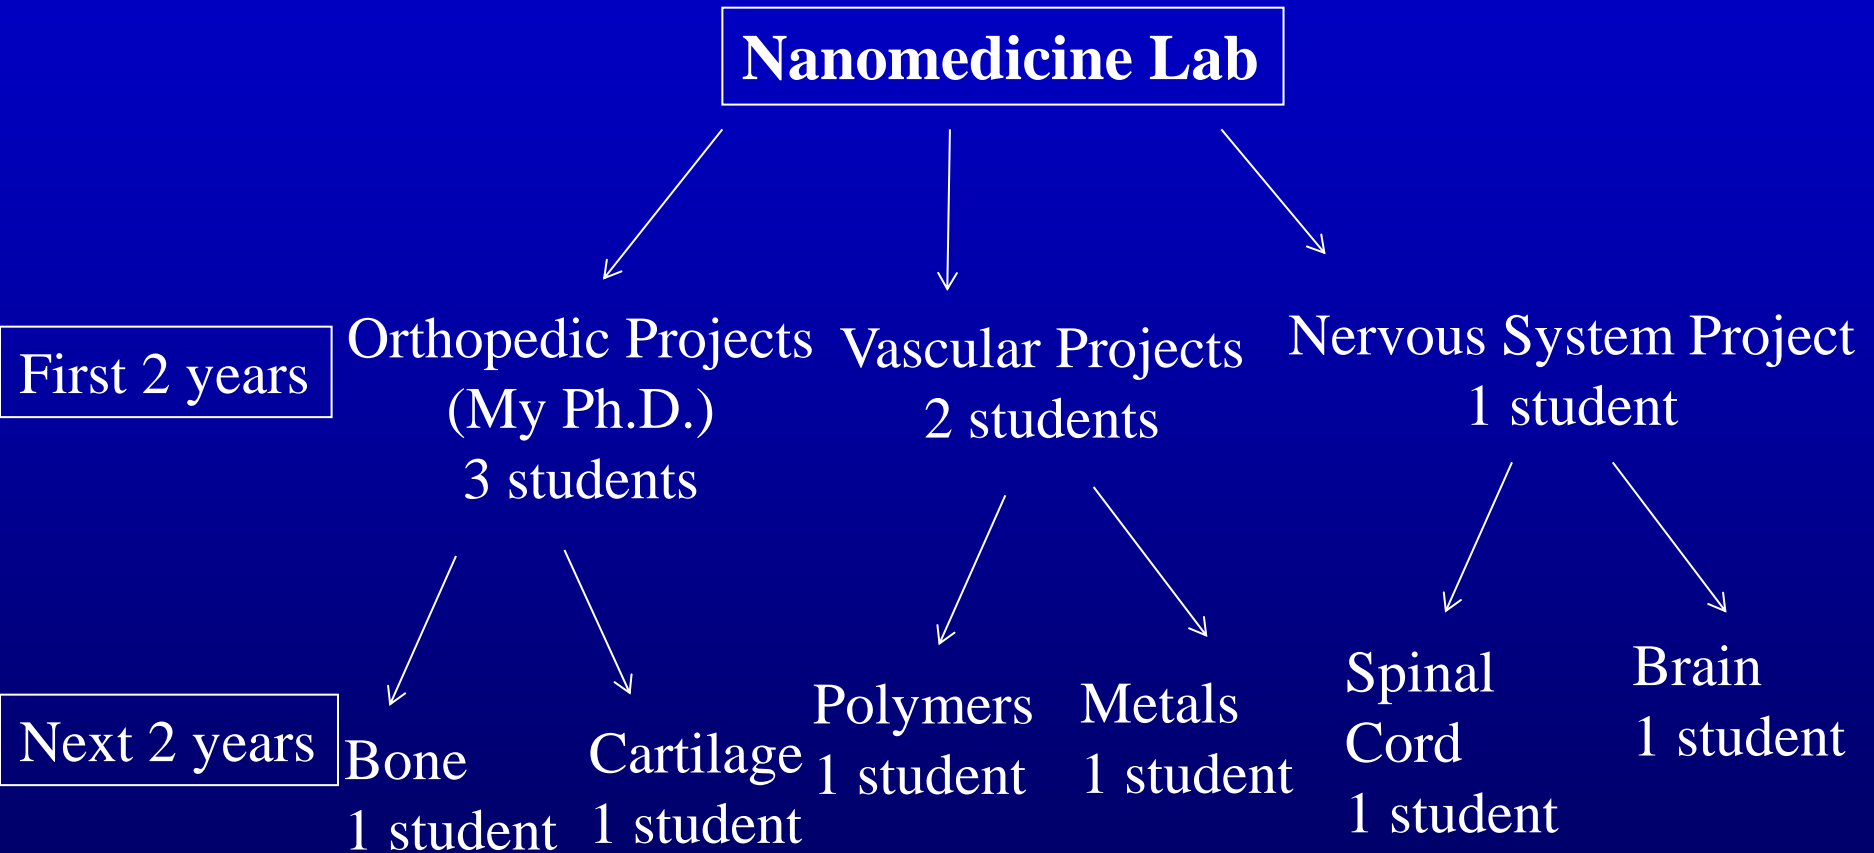 Nanomedicine Lab
First 2 years
Orthopedic Projects
(My Ph.D.)
3 students
Vascular Projects
2 students
Nervous System Project
1 student
Next 2 years
Bone
1 student
Cartilage
1 student
Polymers
1 student
Metals
1 student
Spinal
Cord
1 student
Brain
1 student